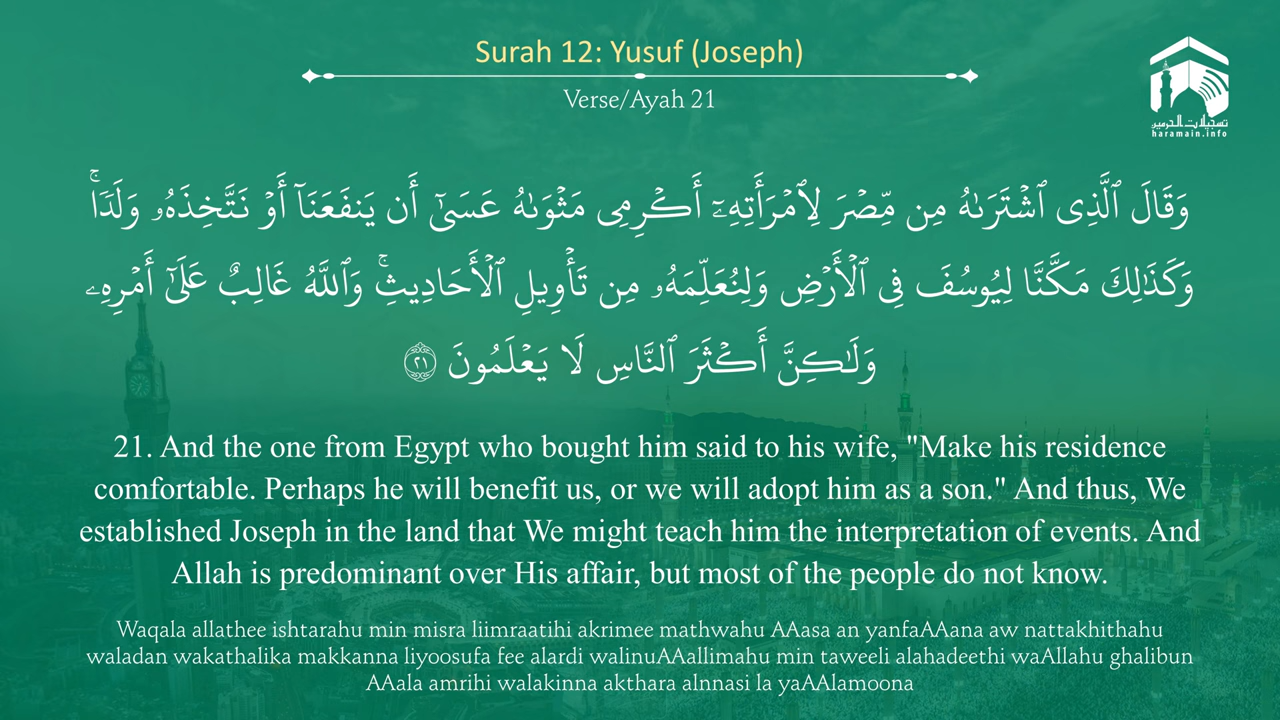 Surah 12: Yusuf (Joseph)
Verse/Ayah 21
تسجيلات الحرمين
haramain.info
وَقَالَ ٱلَّذِى ٱشْتَرَىٰهُ مِن مِّصْرَ لِٱمْرَأَتِهِۦٓ أَكْرِمِى مَثْوَىٰهُ عَسَىٰٓ أَن يَنفَعَنَآ أَوْ نَتَّخِذَهُۥ وَلَدًۭا ۚ
وَكَذَٰلِكَ مَكَّنَّا لِيُوسُفَ فِى ٱلْأَرْضِ وَلِنُعَلِّمَهُۥ مِن تَأْوِيلِ ٱلْأَحَادِيثِ ۚ وَٱللَّهُ غَالِبٌ عَلَىٰٓ أَمْرِهِۦ
وَلَـٰكِنَّ أَكْثَرَ ٱلنَّاسِ لَا يَعْلَمُونَ ٢١
21. And the one from Egypt who bought him said to his wife, "Make his residence
comfortable. Perhaps he will benefit us, or we will adopt him as a son." And thus, We
established Joseph in the land that We might teach him the interpretation of events. And
Allah is predominant over His affair, but most of the people do not know.
Waqala allathee ishtarahu min misra liimraatihi akrimee mathwahu AAasa an yanfaAAana aw nattakhithahu
waladan wakathalika makkanna liyoosufa fee alardi walinuAAallimahu min taweeli alahadeethi waAllahu ghalibun
AAala amrihi walakinna akthara alnnasi la yaAAlamoona